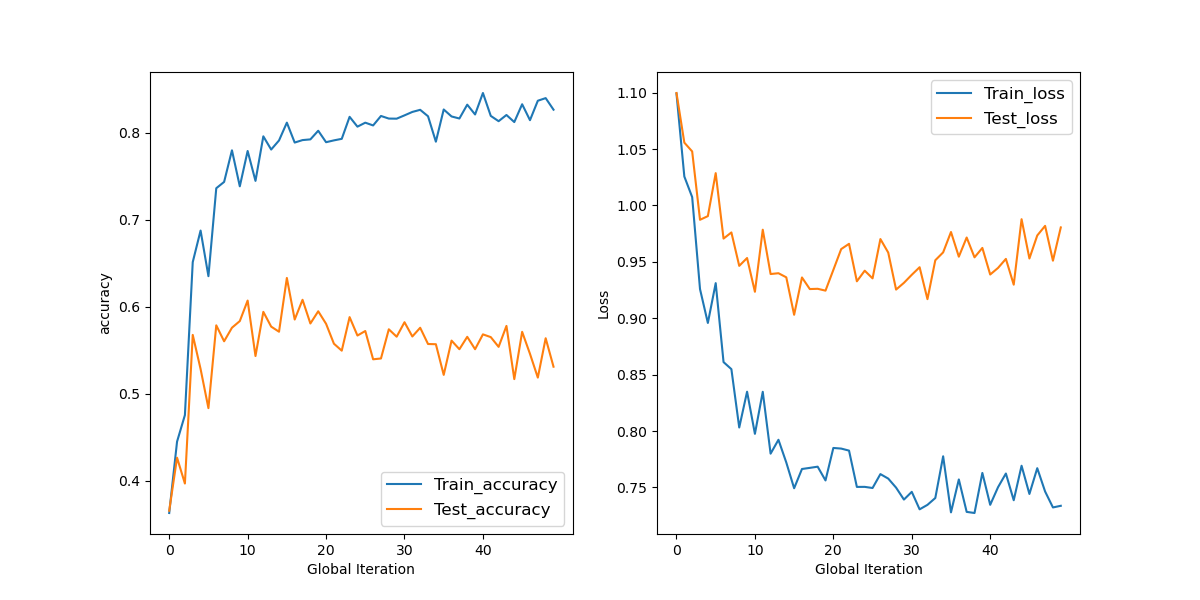 0.8
0.7
0.6
0.5
0.4
accuracy
0 10 20 30 40
Global Iteration
Train_accuracy
Test_accuracy
1.10
1.05
1.00
0.95
0.90
0.85
0.80
0.75
Loss
0 10 20 30 40
Global Iteration
Train_loss
Test_loss